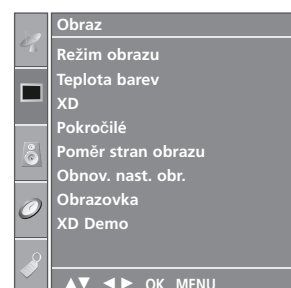 Obraz
Režim obrazu
Teplota barev
XD
Pokročilé
Poměr stran obrazu
Obnov. nast. obr.
Obrazovka
XD Demo
▲▼ ◄► OK MENU